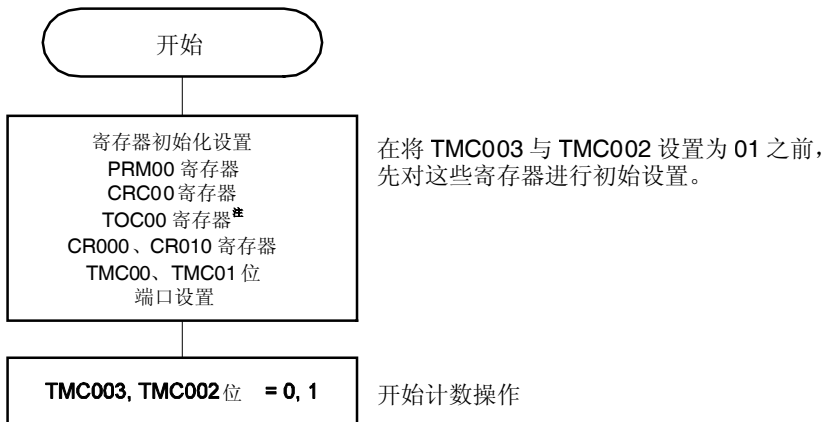 开始
寄存器初始化设置
PRM00 寄存器
CRC00 寄存器
TOC00 寄存器注
CR000、CR010 寄存器
TMC00、TMC01 位
端口设置
在将 TMC003 与 TMC002 设置为 01 之前,
先对这些寄存器进行初始设置。
TMC003, TMC002 位 = 0, 1
开始计数操作